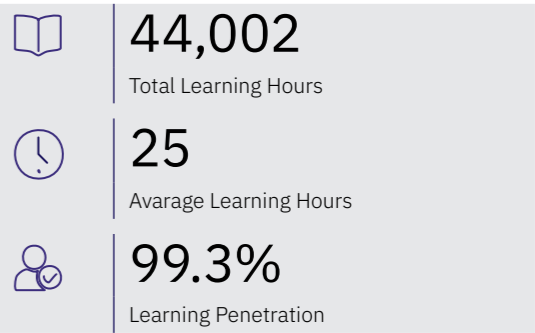 44,002
Total Learning Hours
25
Avarage Learning Hours
99.3%
Learning Penetration